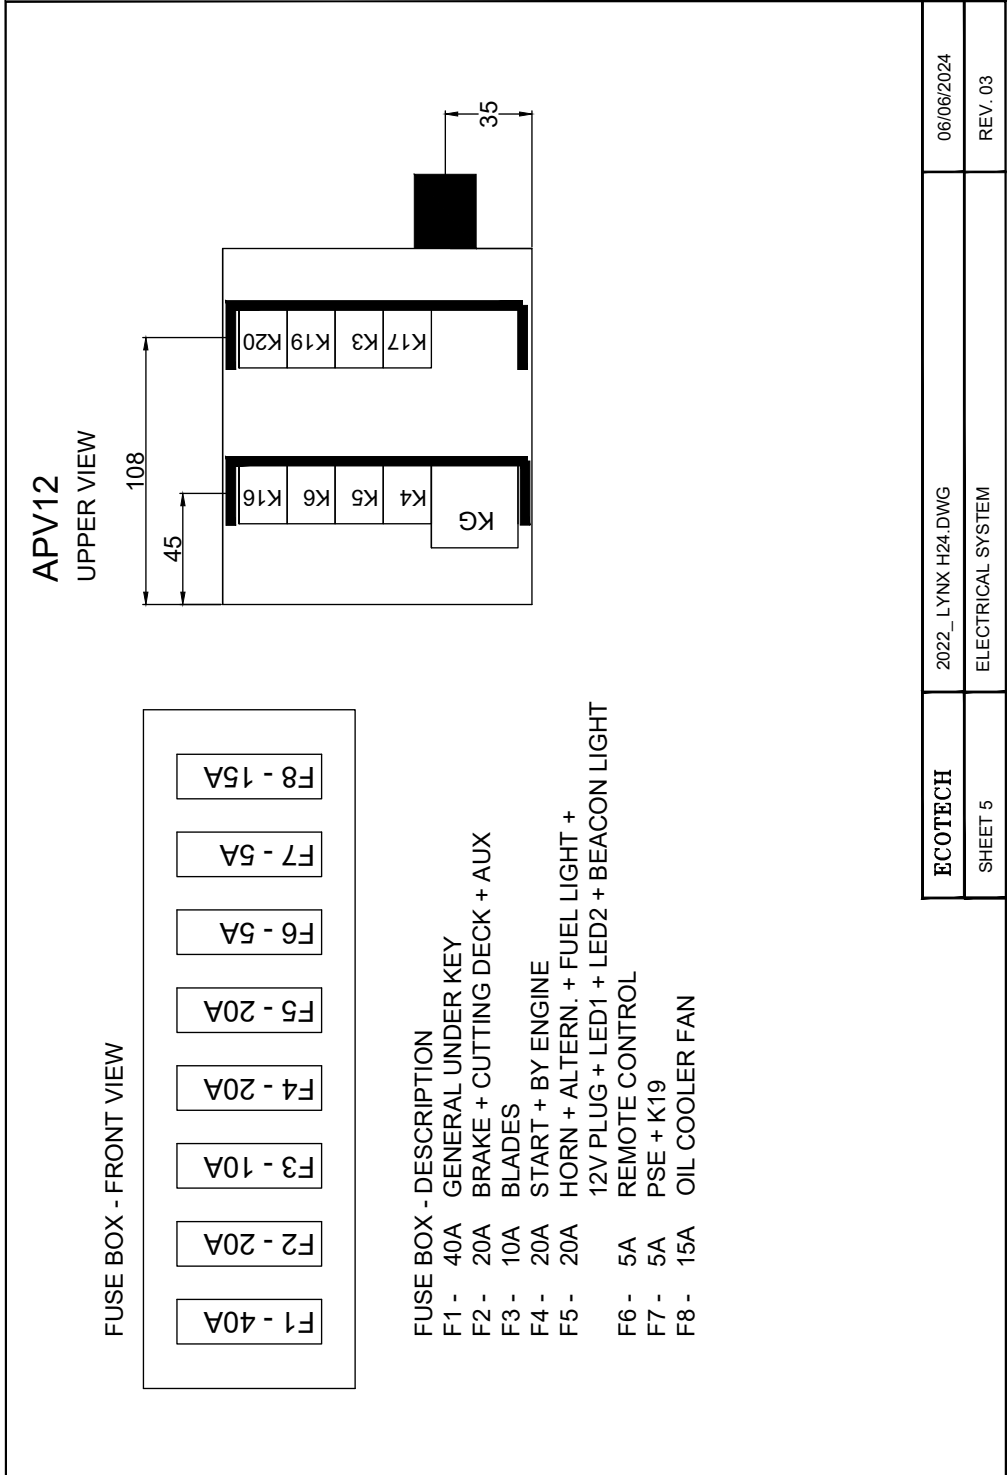 APV12
UPPER VIEW
108
45
35
K20
K19
K3
K17
K16
K6
K5
K4
KG
FUSE BOX - FRONT VIEW
F1 - 40A
F2 - 20A
F3 - 10A
F4 - 20A
F5 - 20A
F6 - 5A
F7 - 5A
F8 - 15A
FUSE BOX - DESCRIPTION
F1 - 40A GENERAL UNDER KEY
F2 - 20A BRAKE + CUTTING DECK + AUX
F3 - 10A BLADES
F4 - 20A START + BY ENGINE
F5 - 20A HORN + ALTERN. + FUEL LIGHT +
12V PLUG + LED1 + LED2 + BEACON LIGHT
F6 - 5A REMOTE CONTROL
F7 - 5A PSE + K19
F8 - 15A OIL COOLER FAN
ECOTECH
2022_ LYNX H24.DWG
06/06/2024
SHEET 5
ELECTRICAL SYSTEM
REV. 03